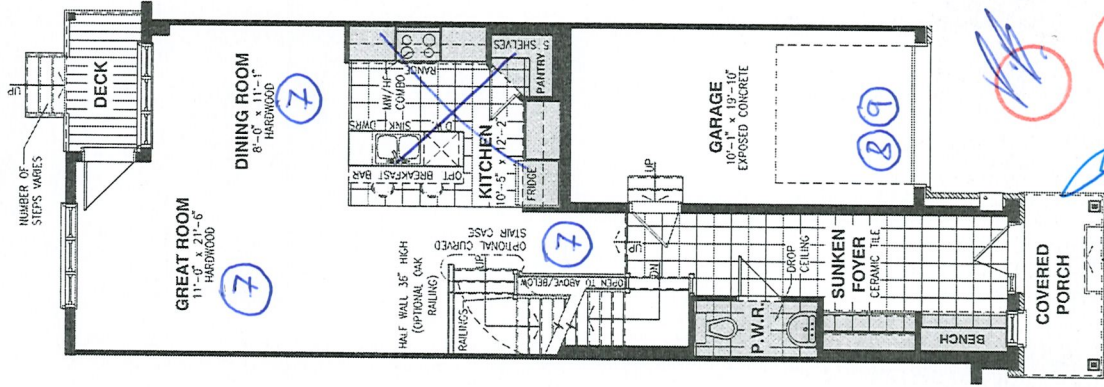 UP
NUMBER OF
STEPS VARIES
DECK
GREAT ROOM
11'-0" x 21'-6"
HARDWOOD
7
DINING ROOM
8'-0" x 11'-1"
HARDWOOD
7
RANGE
MW/HF
COMBO
5 SHELVES
PANTRY
DWRS
SINK
D.W.
OPT. BREAKFAST BAR
KITCHEN
10'-5" x 12'-2"
FRIDGE
HALF WALL 36" HIGH
(OPTIONAL OAK
RAILING)
RAILINGS
OPTIONAL CURVED
STAIR CASE
UP
OPEN TO ABOVE/BELOW
7
UP
DN
UP
GARAGE
10'-1" x 19'-10"
EXPOSED CONCRETE
8 9
P.W.R.
DROP
CEILING
SUNKEN
FOYER
CERAMIC TILE
BENCH
COVERED
PORCH